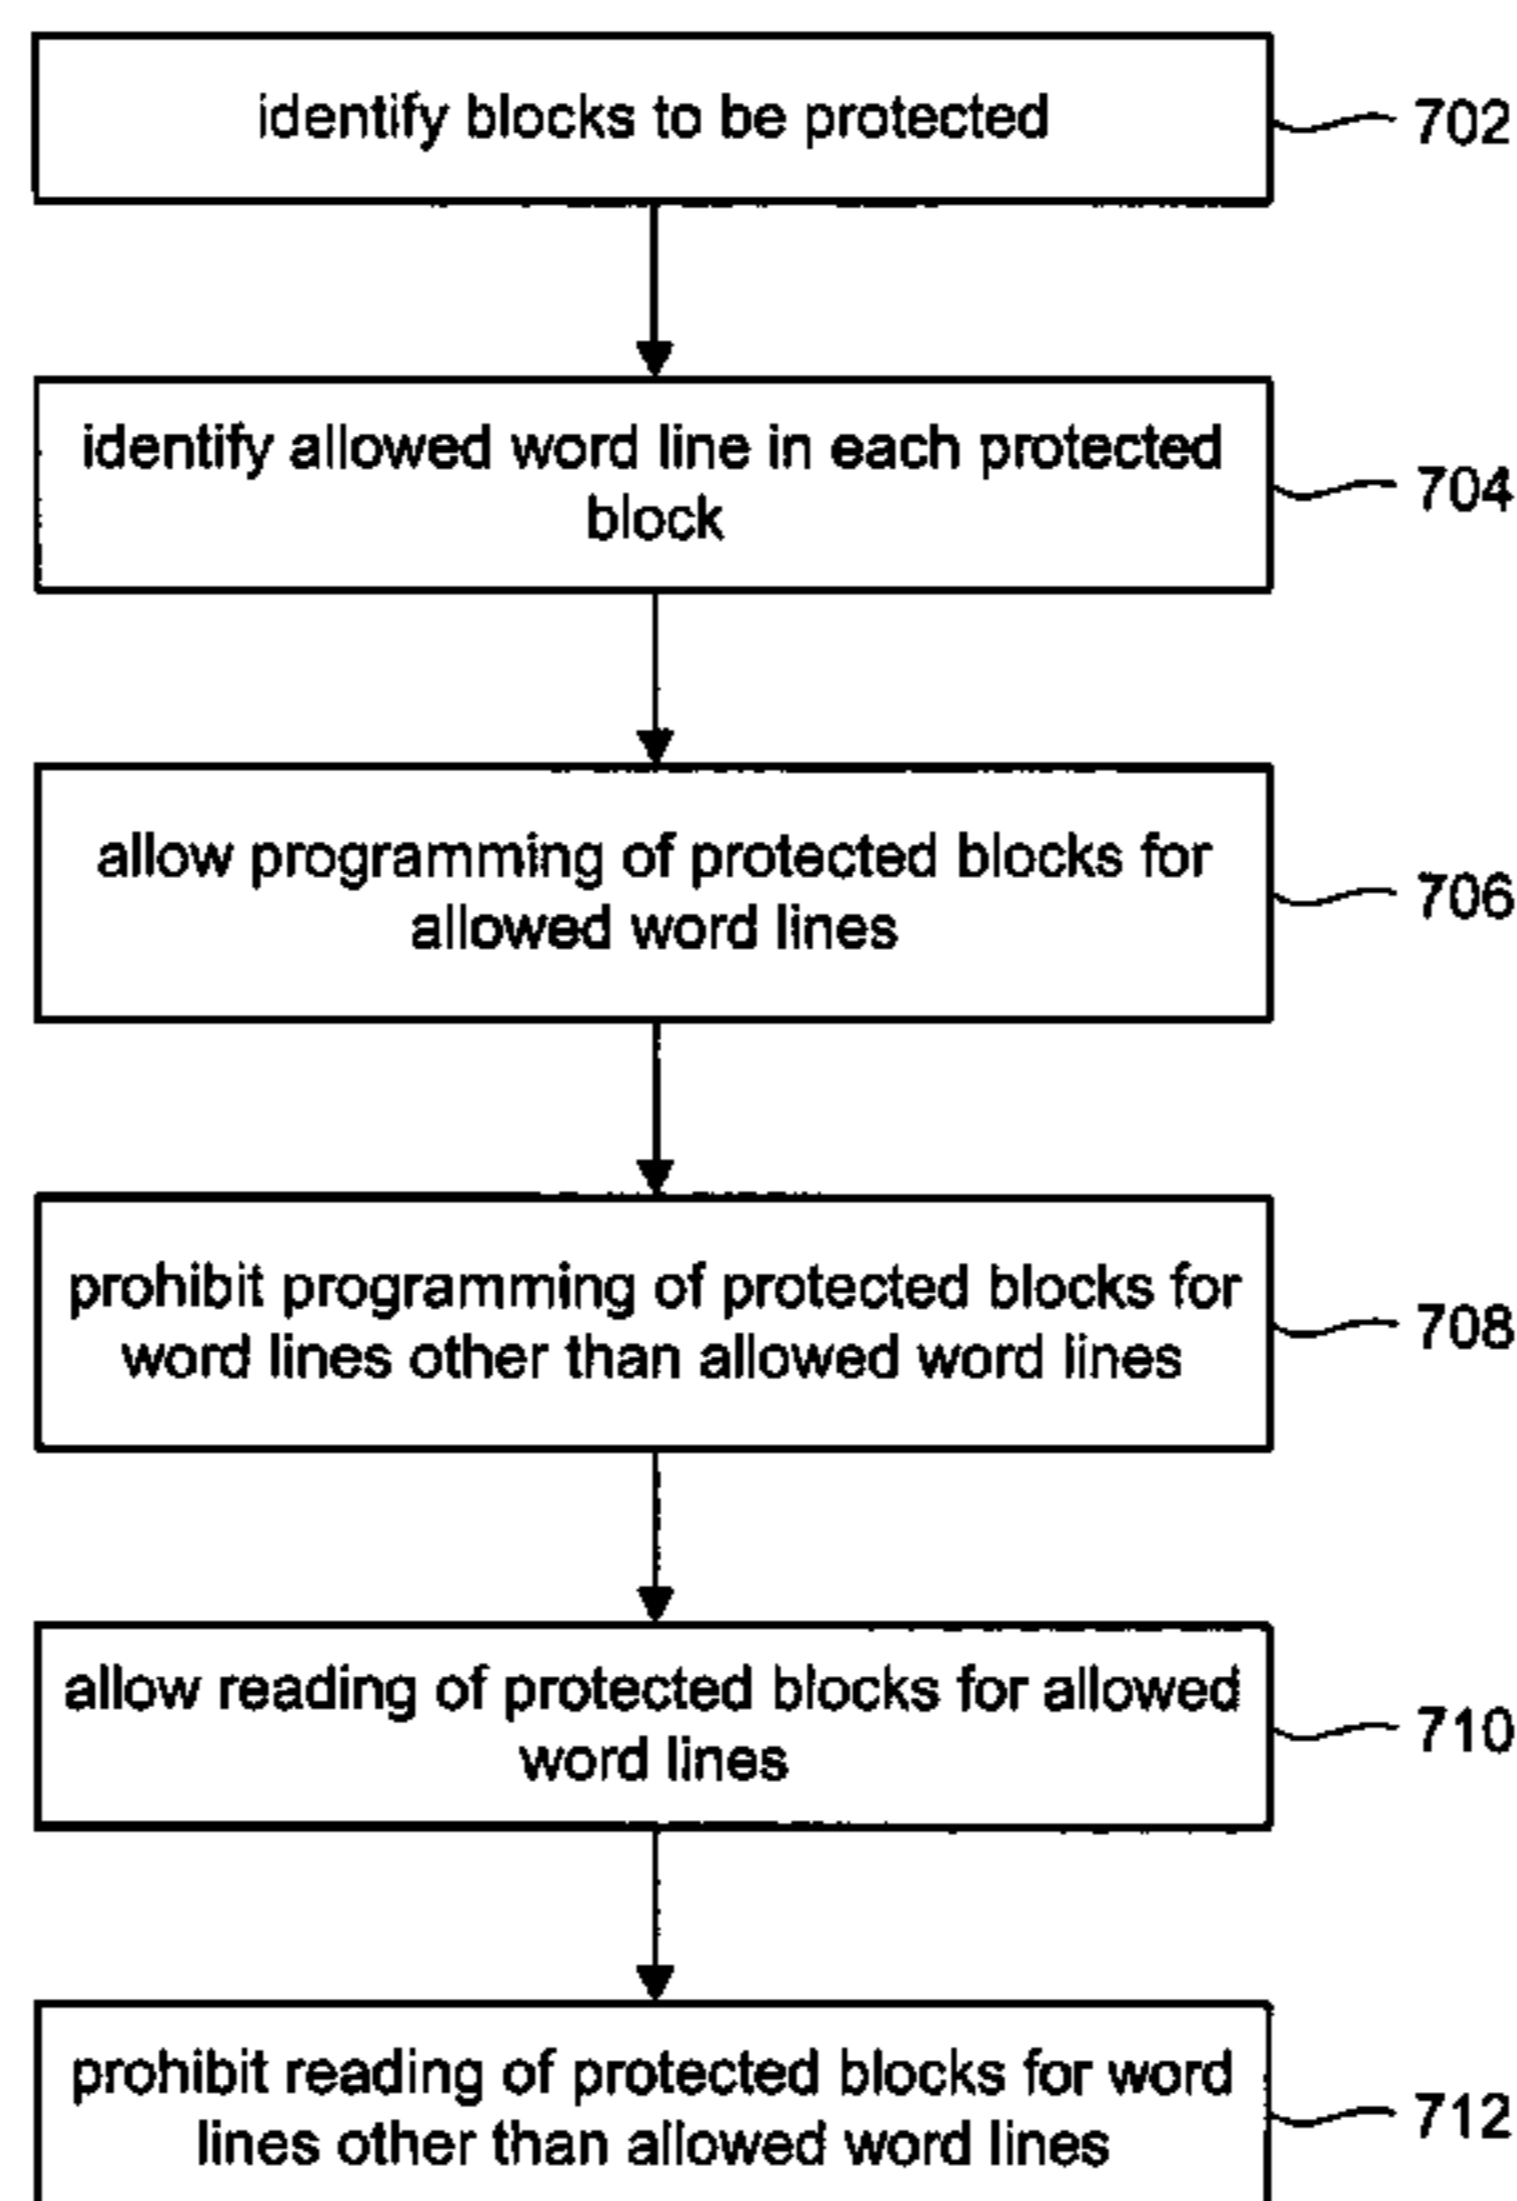 identify blocks to be protected
702
identify allowed word line in each protected
block
704
allow programming of protected blocks for
allowed word lines
706
prohibit programming of protected blocks for
word lines other than allowed word lines
708
allow reading of protected blocks for allowed
word lines
710
prohibit reading of protected blocks for word
lines other than allowed word lines
712